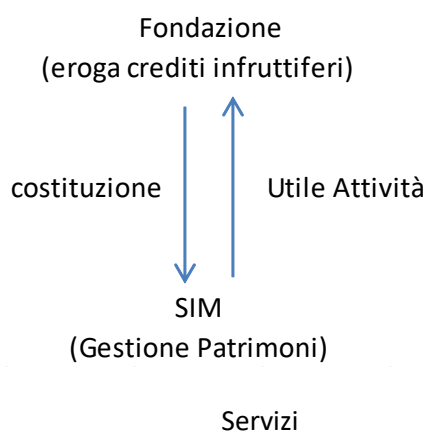 Fondazione
(eroga crediti infruttiferi)
costituzione
Utile Attività
SIM
(Gestione Patrimoni)
Servizi